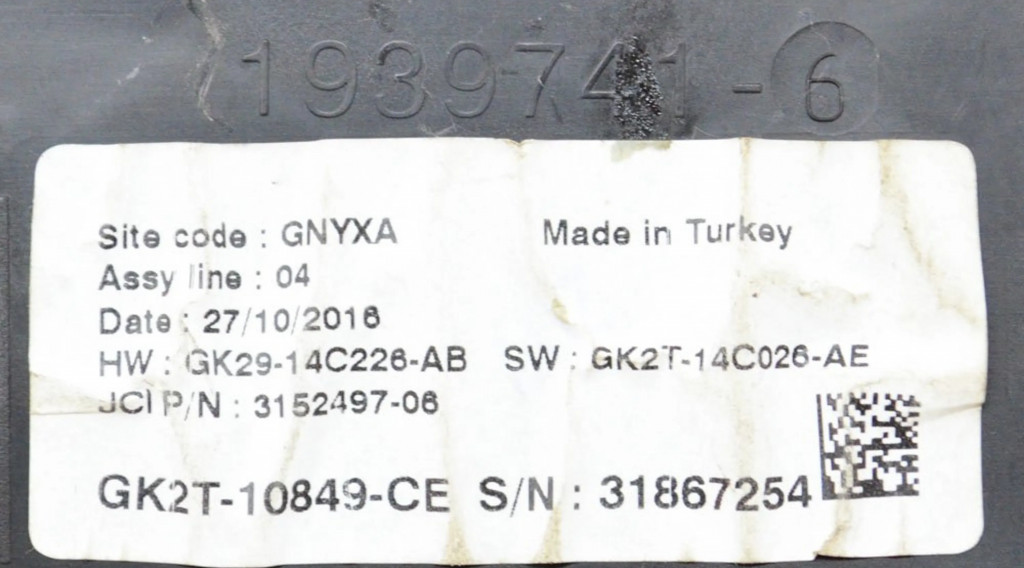 1939741-6
Site code : GNYXA Made in Turkey
Assy line : 04
Date : 27/10/2016
HW : GK29-14C226-AB SW : GK2T-14C026-AE
JCI P/N : 3152497-06
GK2T-10849-CE S/N : 31867254